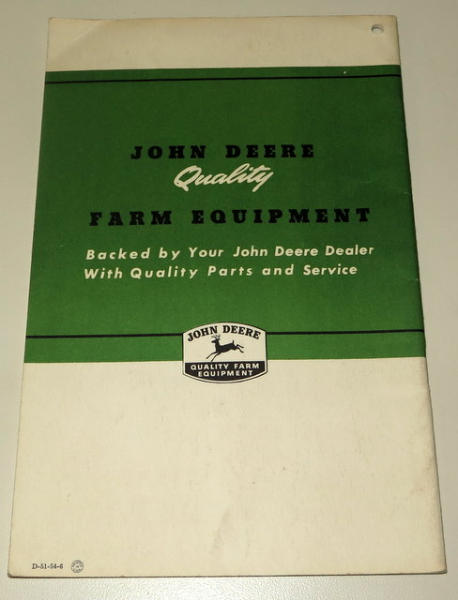 JOHN DEERE
Quality
FARM EQUIPMENT
Backed by Your John Deere Dealer
With Quality Parts and Service
JOHN DEERE
QUALITY FARM
EQUIPMENT
D-51-54-6